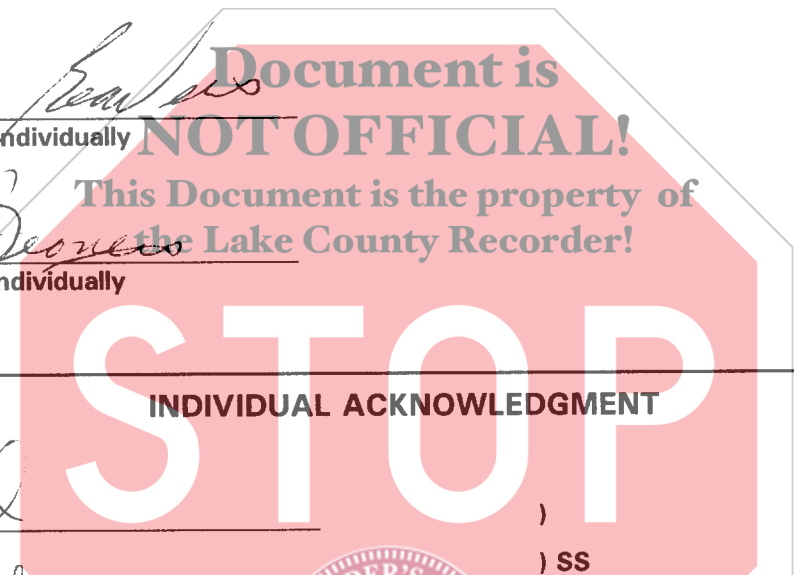 Document is
NOT OFFICIAL!
ndividually
This Document is the property of
the Lake County Recorder!
ndividually
STOP
INDIVIDUAL ACKNOWLEDGMENT
)
) SS